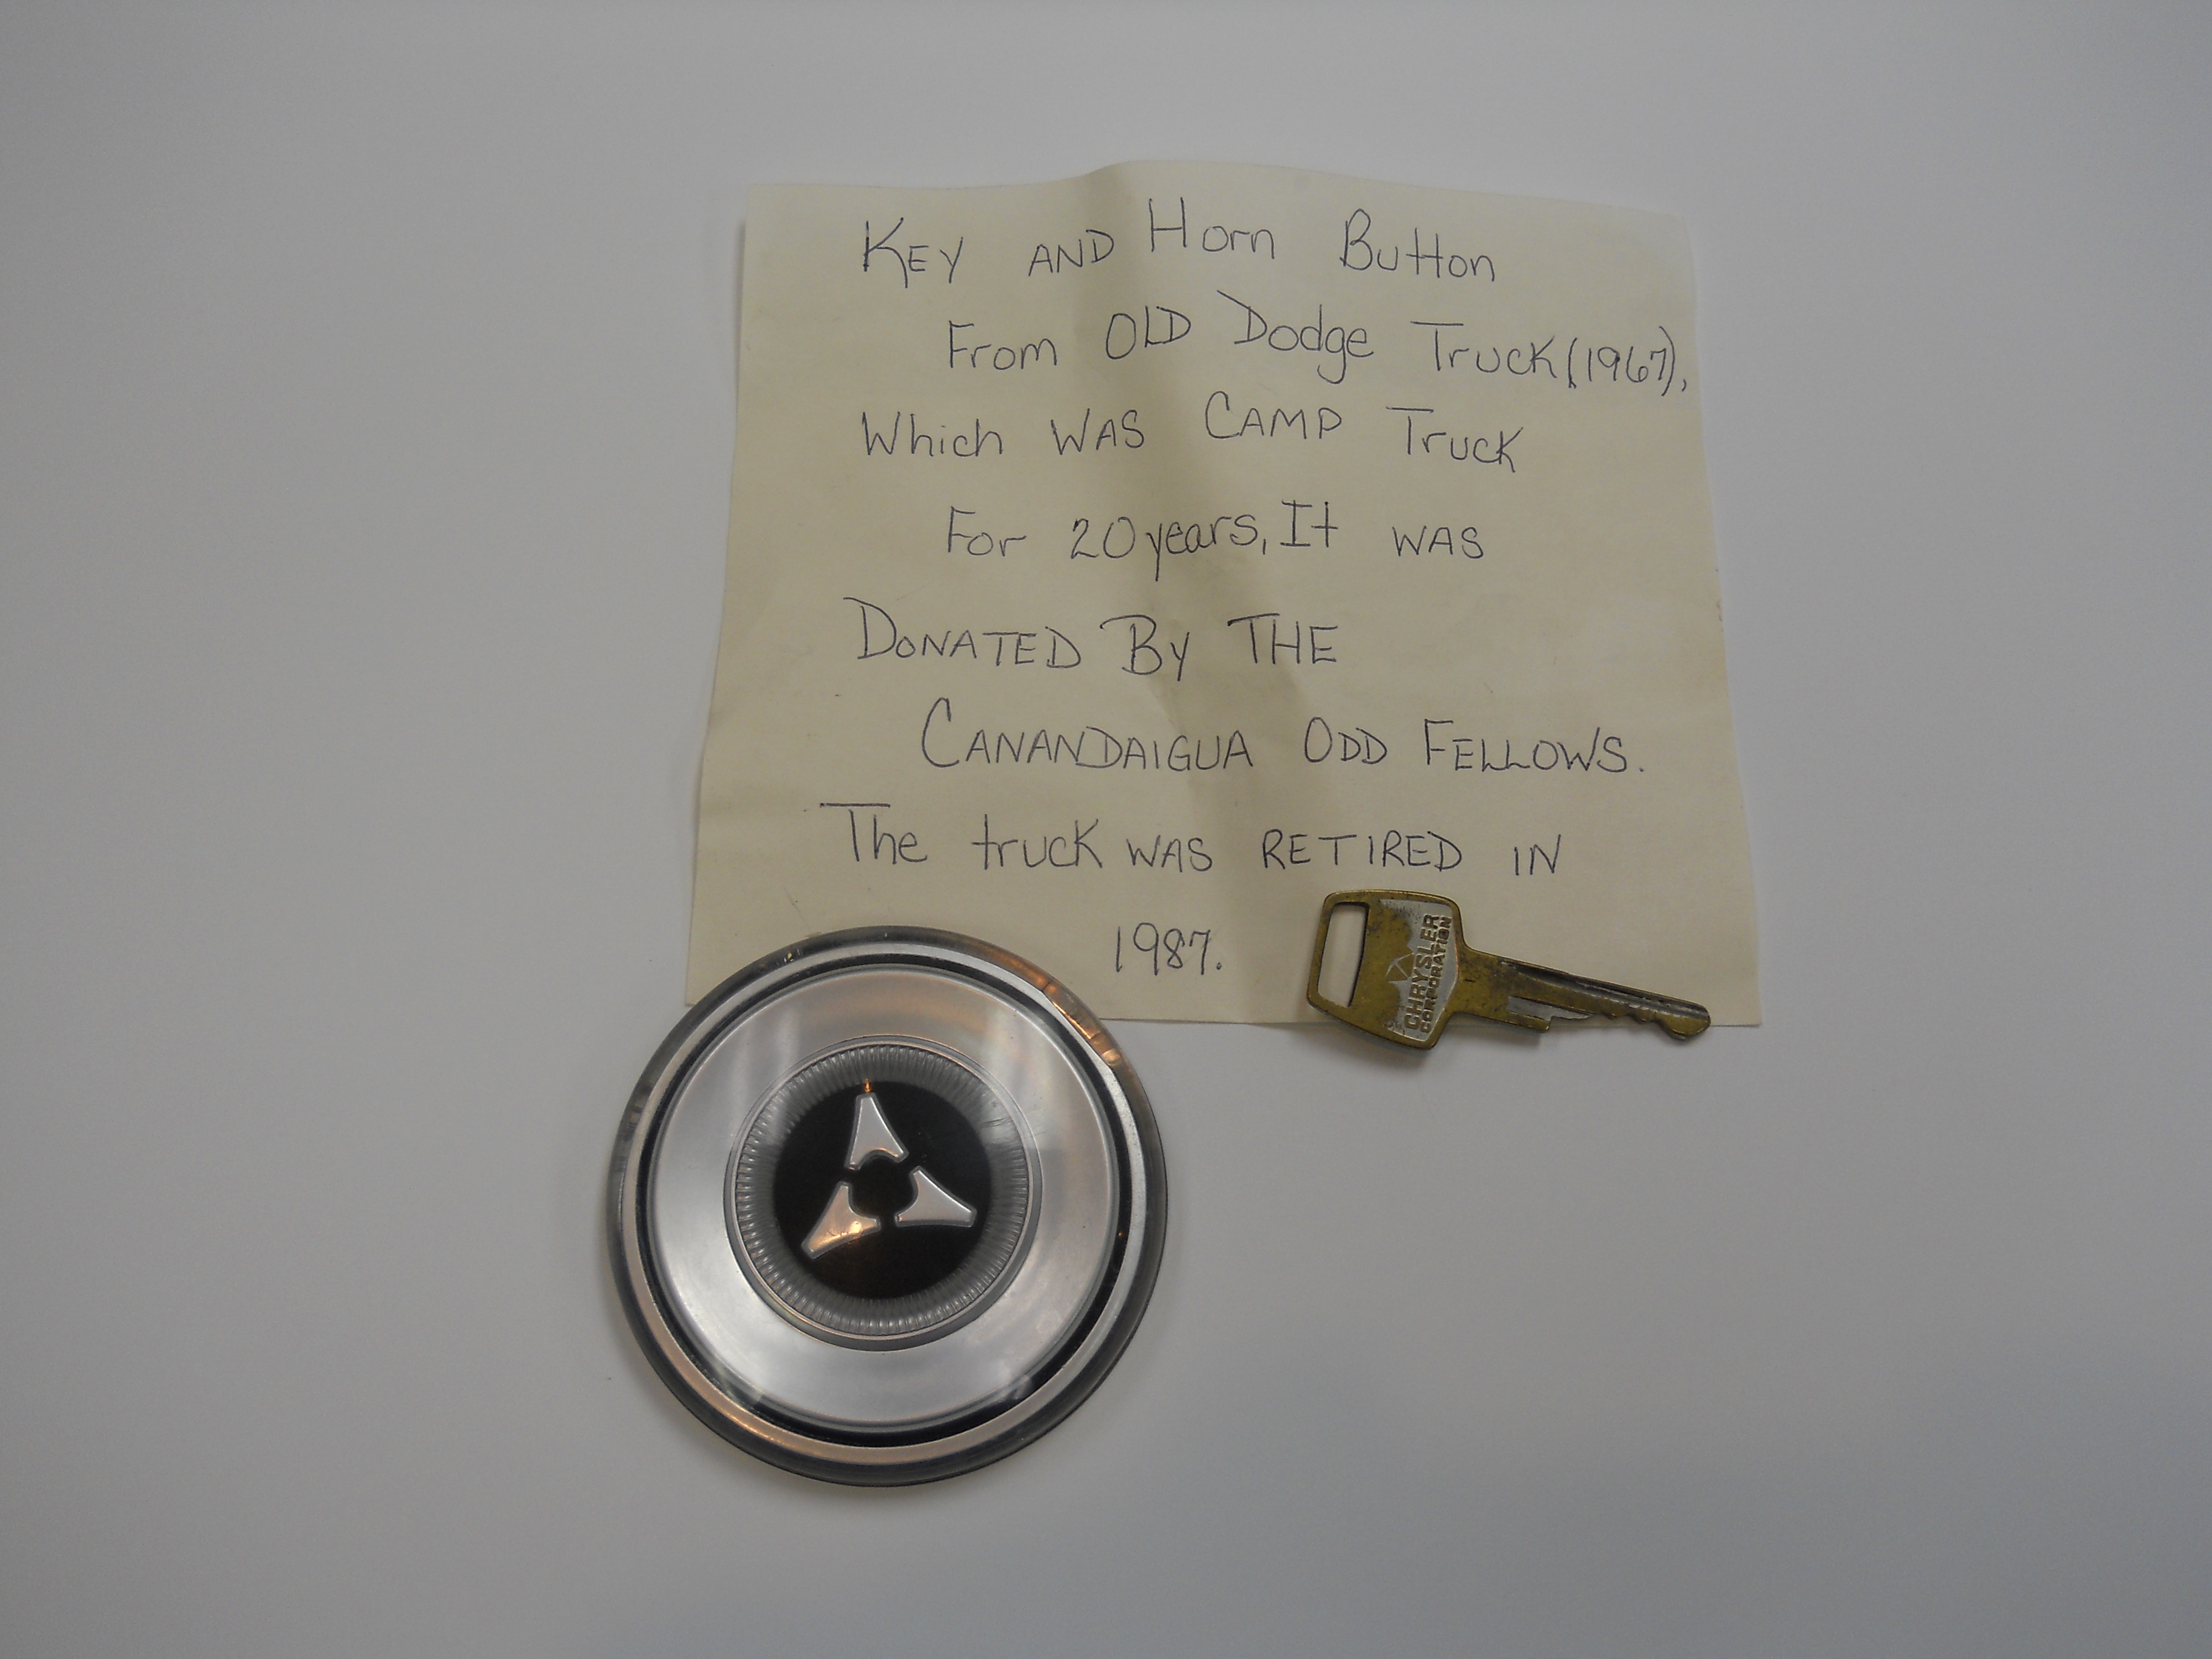 KEY AND Horn Button
From OLD Dodge Truck (1967),
Which WAS CAMP Truck
For 20 years, It WAS
DONATED By THE
CANANDAIGUA ODD FELLOWS.
The truck WAS RETIRED IN
1987.
CHRYSLER
CORPORATION